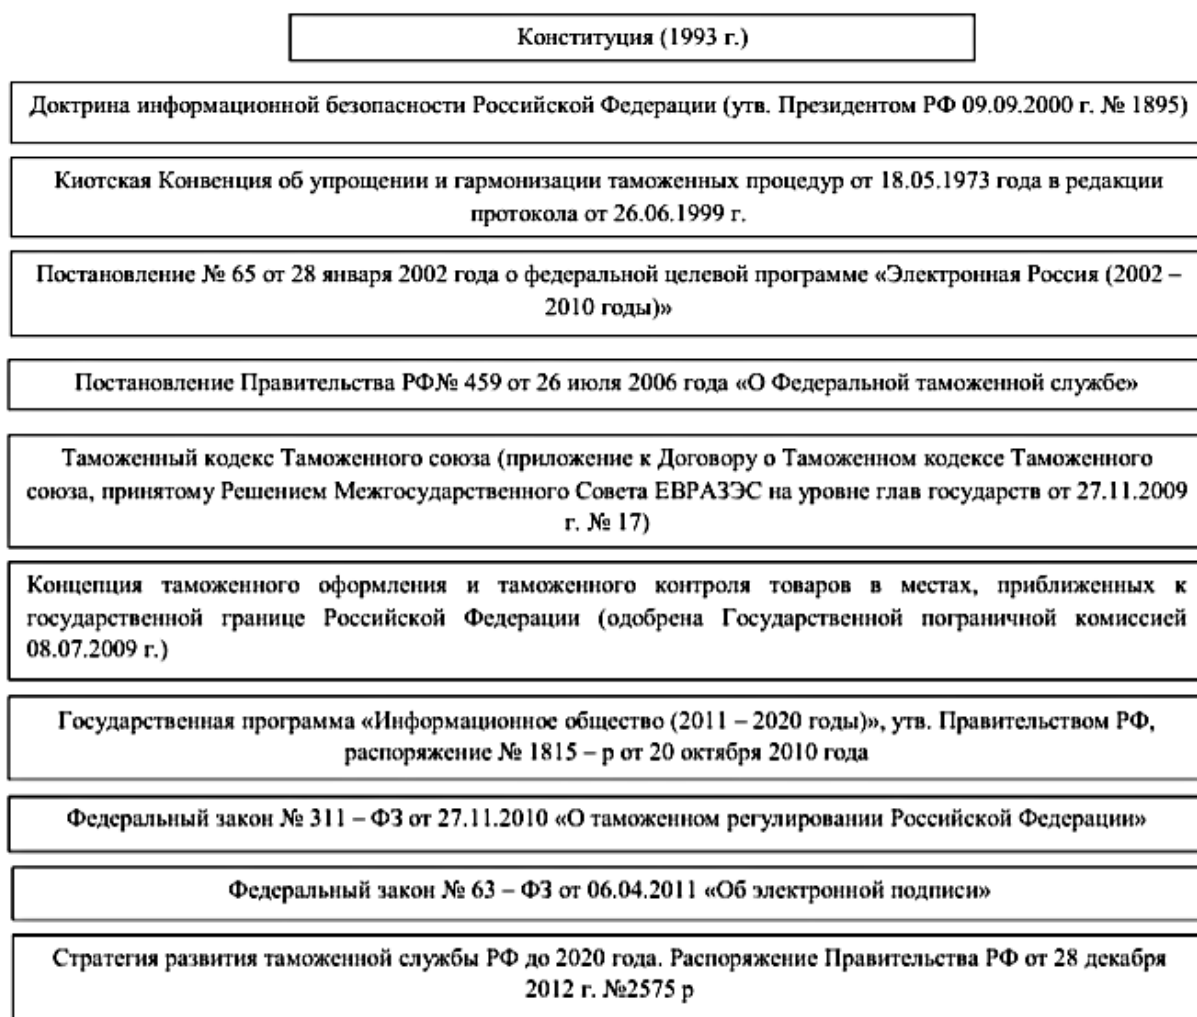 Конституция (1993 г.)
Доктрина информационной безопасности Российской Федерации (утв. Президентом РФ 09.09.2000 г. № 1895)
Киотская Конвенция об упрощении и гармонизации таможенных процедур от 18.05.1973 года в редакции
протокола от 26.06.1999 г.
Постановление № 65 от 28 января 2002 года о федеральной целевой программе «Электронная Россия (2002 –
2010 годы)»
Постановление Правительства РФ№ 459 от 26 июля 2006 года «О Федеральной таможенной службе»
Таможенный кодекс Таможенного союза (приложение к Договору о Таможенном кодексе Таможенного
союза, принятому Решением Межгосударственного Совета ЕВРАЗЭС на уровне глав государств от 27.11.2009
г. № 17)
Концепция таможенного оформления и таможенного контроля товаров в местах, приближенных к
государственной границе Российской Федерации (одобрена Государственной пограничной комиссией
08.07.2009 г.)
Государственная программа «Информационное общество (2011 – 2020 годы)», утв. Правительством РФ,
распоряжение № 1815 – р от 20 октября 2010 года
Федеральный закон № 311 – ФЗ от 27.11.2010 «О таможенном регулировании Российской Федерации»
Федеральный закон № 63 – ФЗ от 06.04.2011 «Об электронной подписи»
Стратегия развития таможенной службы РФ до 2020 года. Распоряжение Правительства РФ от 28 декабря
2012 г. №2575 р